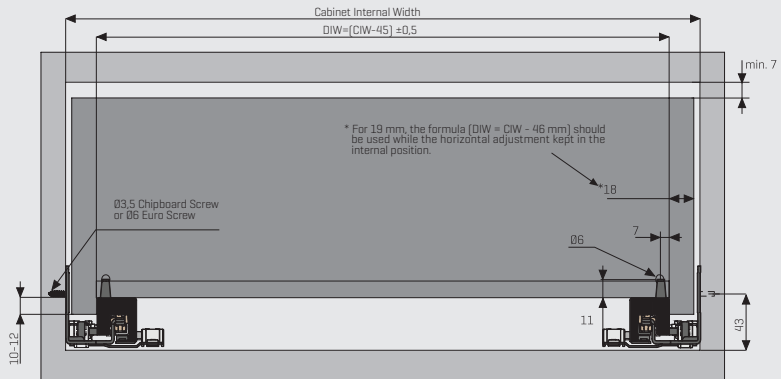 Cabinet Internal Width
DIW=(CIW-45) ±0,5
min. 7
* For 19 mm, the formula (DIW = CIW - 46 mm) should
be used while the horizontal adjustment kept in the
internal position.
*18
Ø3,5 Chipboard Screw
or Ø6 Euro Screw
7
Ø6
11
43
10-12